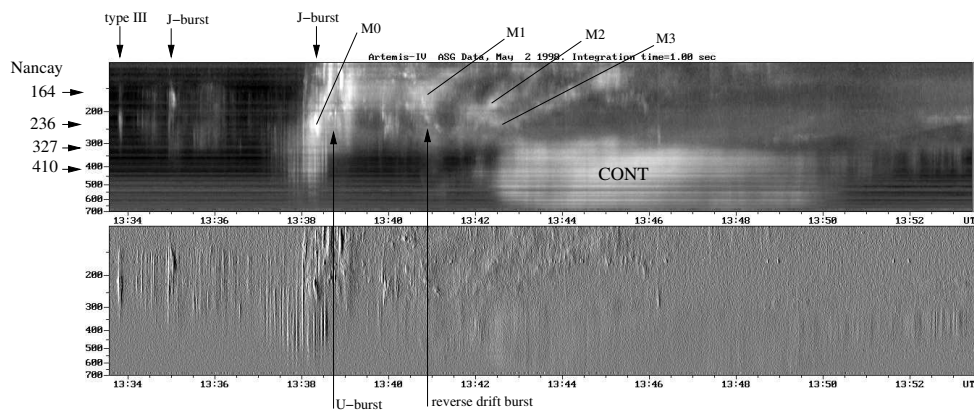 type III J−burst J−burst M0 M1 M2 M3
Artemis−IV ASG Data, May 2 1998. Integration time=1.00 sec
Nancay
164
236
327
410
200
300
400
500
600
700
CONT
13:34 13:36 13:38 13:40 13:42 13:44 13:46 13:48 13:50 13:52 UT
200
300
400
500
600
700
13:34 13:36 13:38 13:40 13:42 13:44 13:46 13:48 13:50 13:52 UT
U−burst reverse drift burst